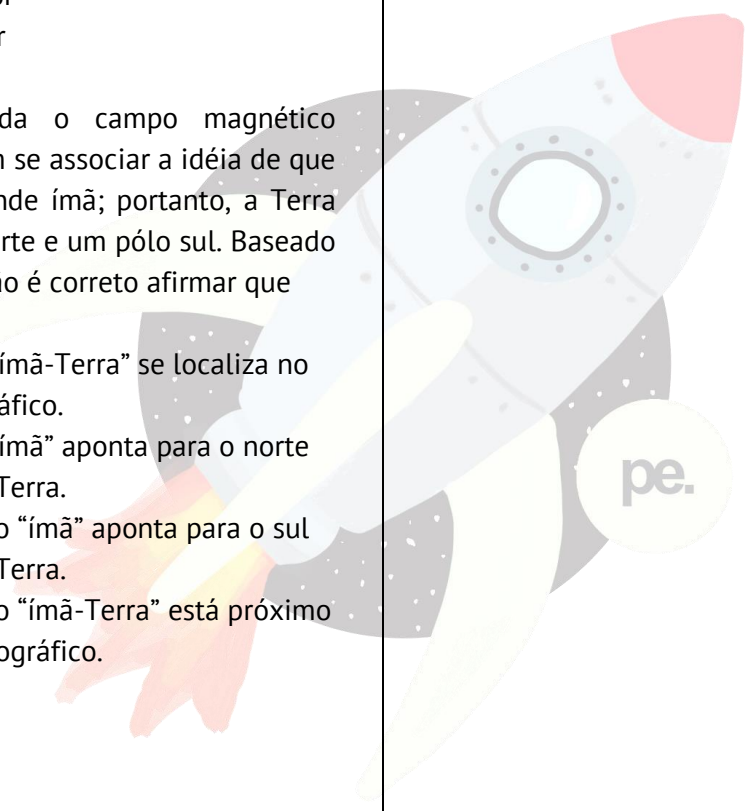 da o campo magnético
se associar a idéia de que
nde ímã; portanto, a Terra
rte e um pólo sul. Baseado
o é correto afirmar que
ímã-Terra” se localiza no
áfico.
ímã” aponta para o norte
Terra.
o “ímã” aponta para o sul
Terra.
o “ímã-Terra” está próximo
ográfico.
pe.